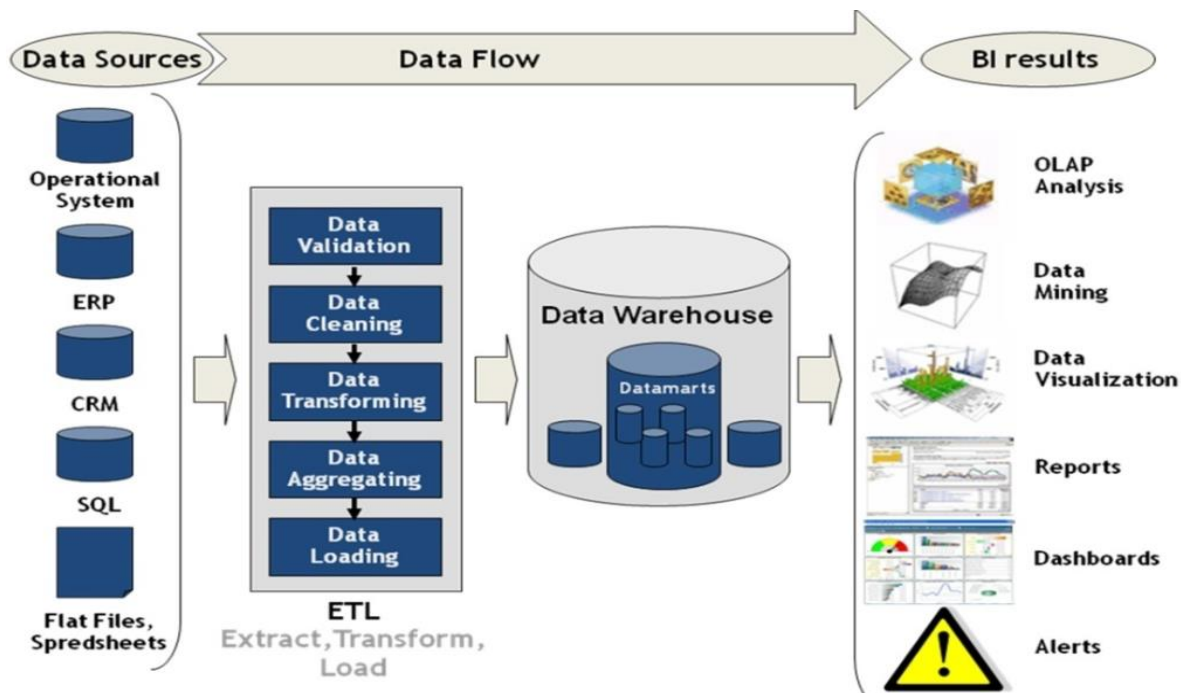 Data Sources
Data Flow
BI results
Operational
System
ERP
CRM
SQL
Flat Files,
Spredsheets
Data
Validation
Data
Cleaning
Data
Transforming
Data
Aggregating
Data
Loading
ETL
Extract,Transform,
Load
Data Warehouse
Datamarts
OLAP
Analysis
Data
Mining
Data
Visualization
Reports
Dashboards
Alerts